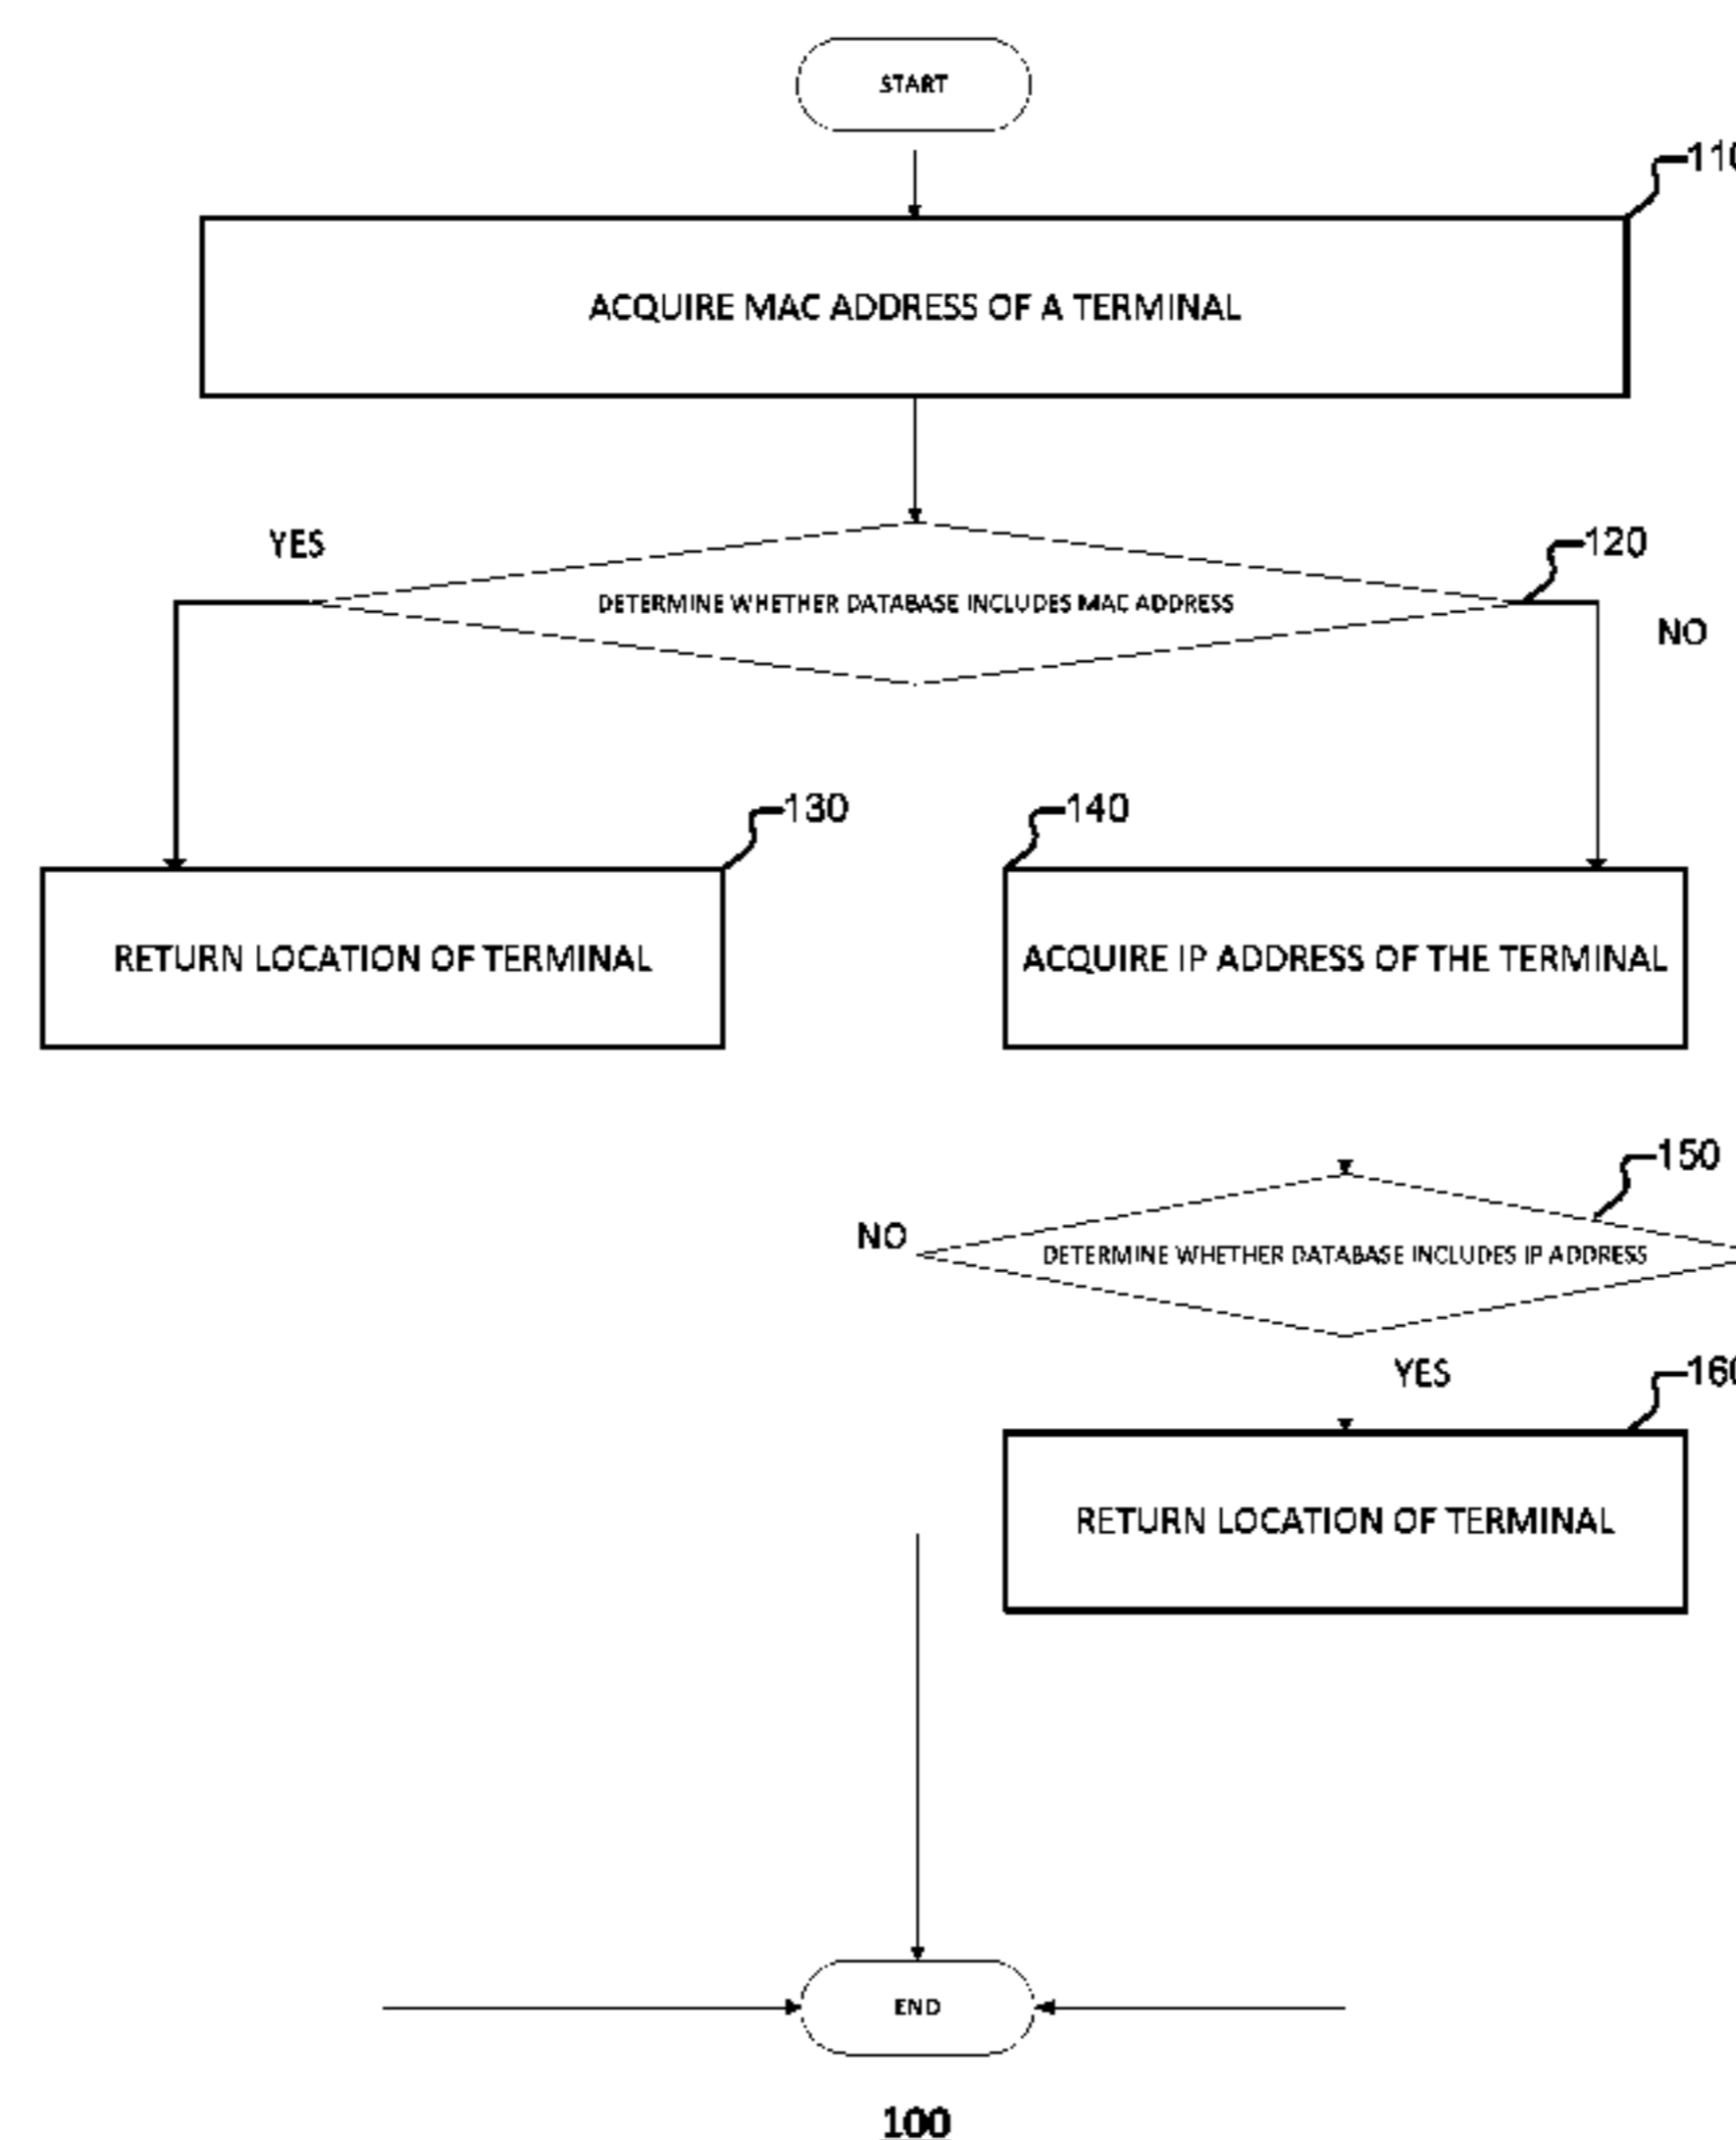 START
110
ACQUIRE MAC ADDRESS OF A TERMINAL
YES
120
DETERMINE WHETHER DATABASE INCLUDES MAC ADDRESS
NO
130
140
RETURN LOCATION OF TERMINAL
ACQUIRE IP ADDRESS OF THE TERMINAL
150
NO
DETERMINE WHETHER DATABASE INCLUDES IP ADDRESS
YES
160
RETURN LOCATION OF TERMINAL
END
100